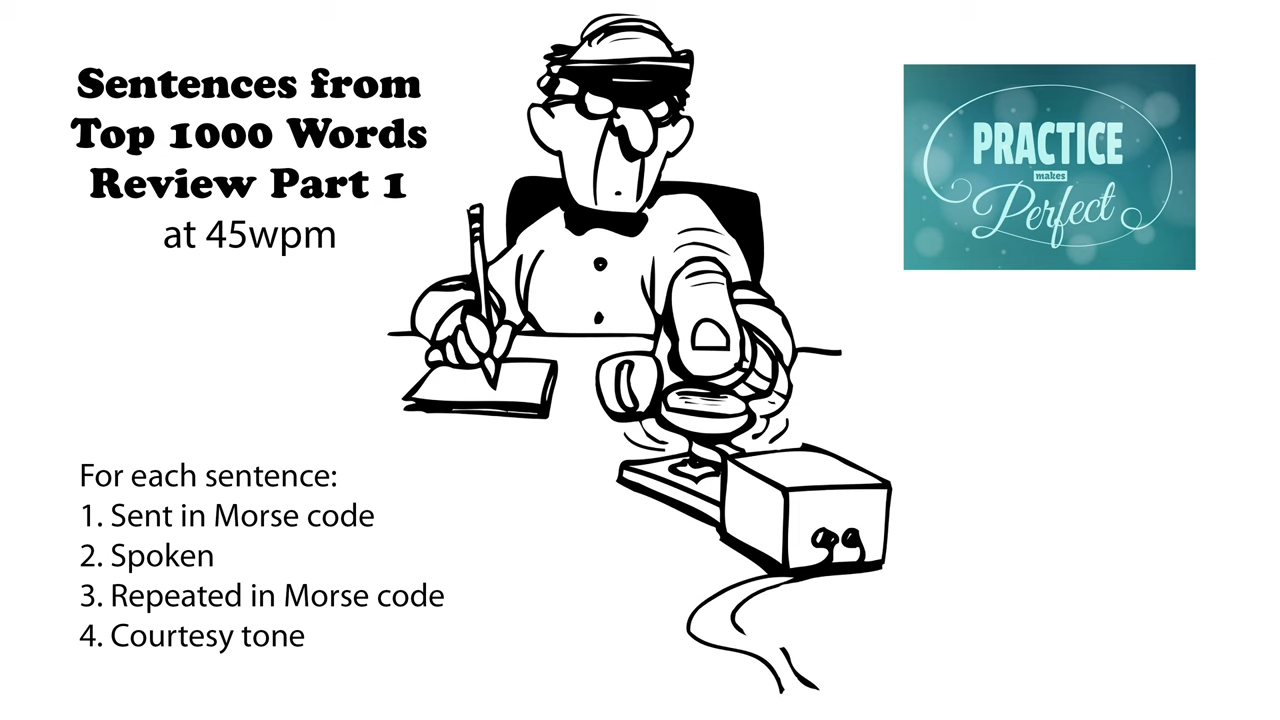 Sentences from
Top 1000 Words
Review Part 1
at 45wpm
PRACTICE
makes
Perfect
For each sentence:
1. Sent in Morse code
2. Spoken
3. Repeated in Morse code
4. Courtesy tone